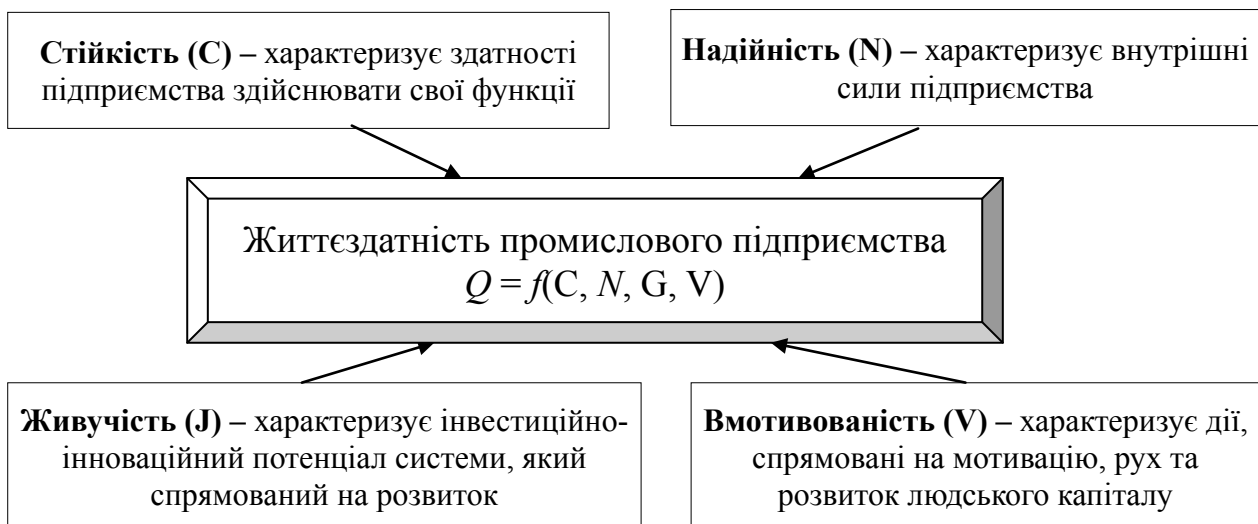 Стійкість (С) – характеризує здатності
підприємства здійснювати свої функції
Надійність (N) – характеризує внутрішні
сили підприємства
Життєздатність промислового підприємства
Q = f(C, N, G, V)
Живучість (J) – характеризує інвестиційно-
інноваційний потенціал системи, який
спрямований на розвиток
Вмотивованість (V) – характеризує дії,
спрямовані на мотивацію, рух та
розвиток людського капіталу